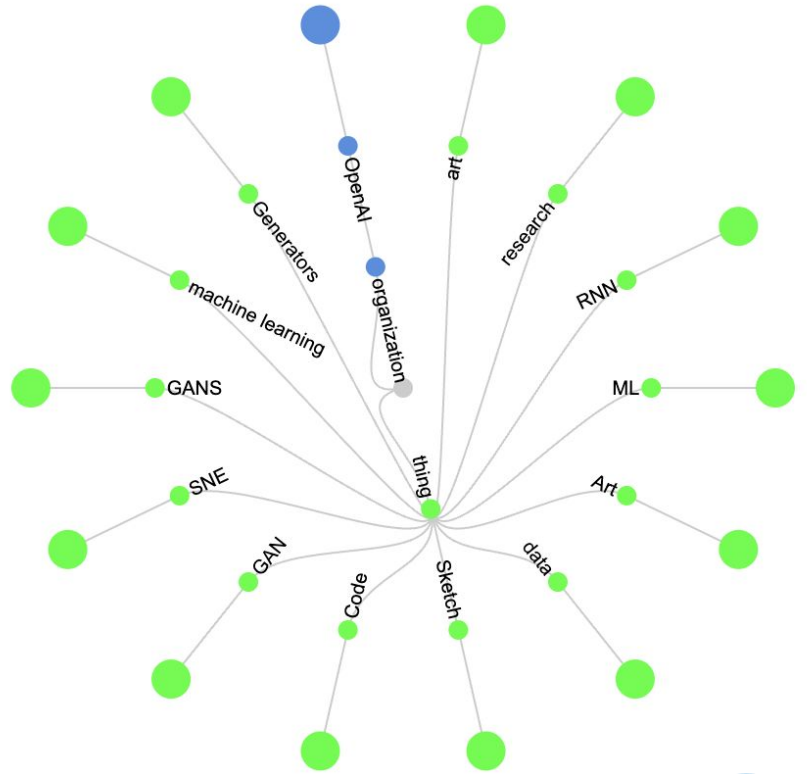 OpenAI
art
Generators
research
machine learning
organization
RNN
GANS
ML
thing
SNE
Art
GAN
data
Code
Sketch